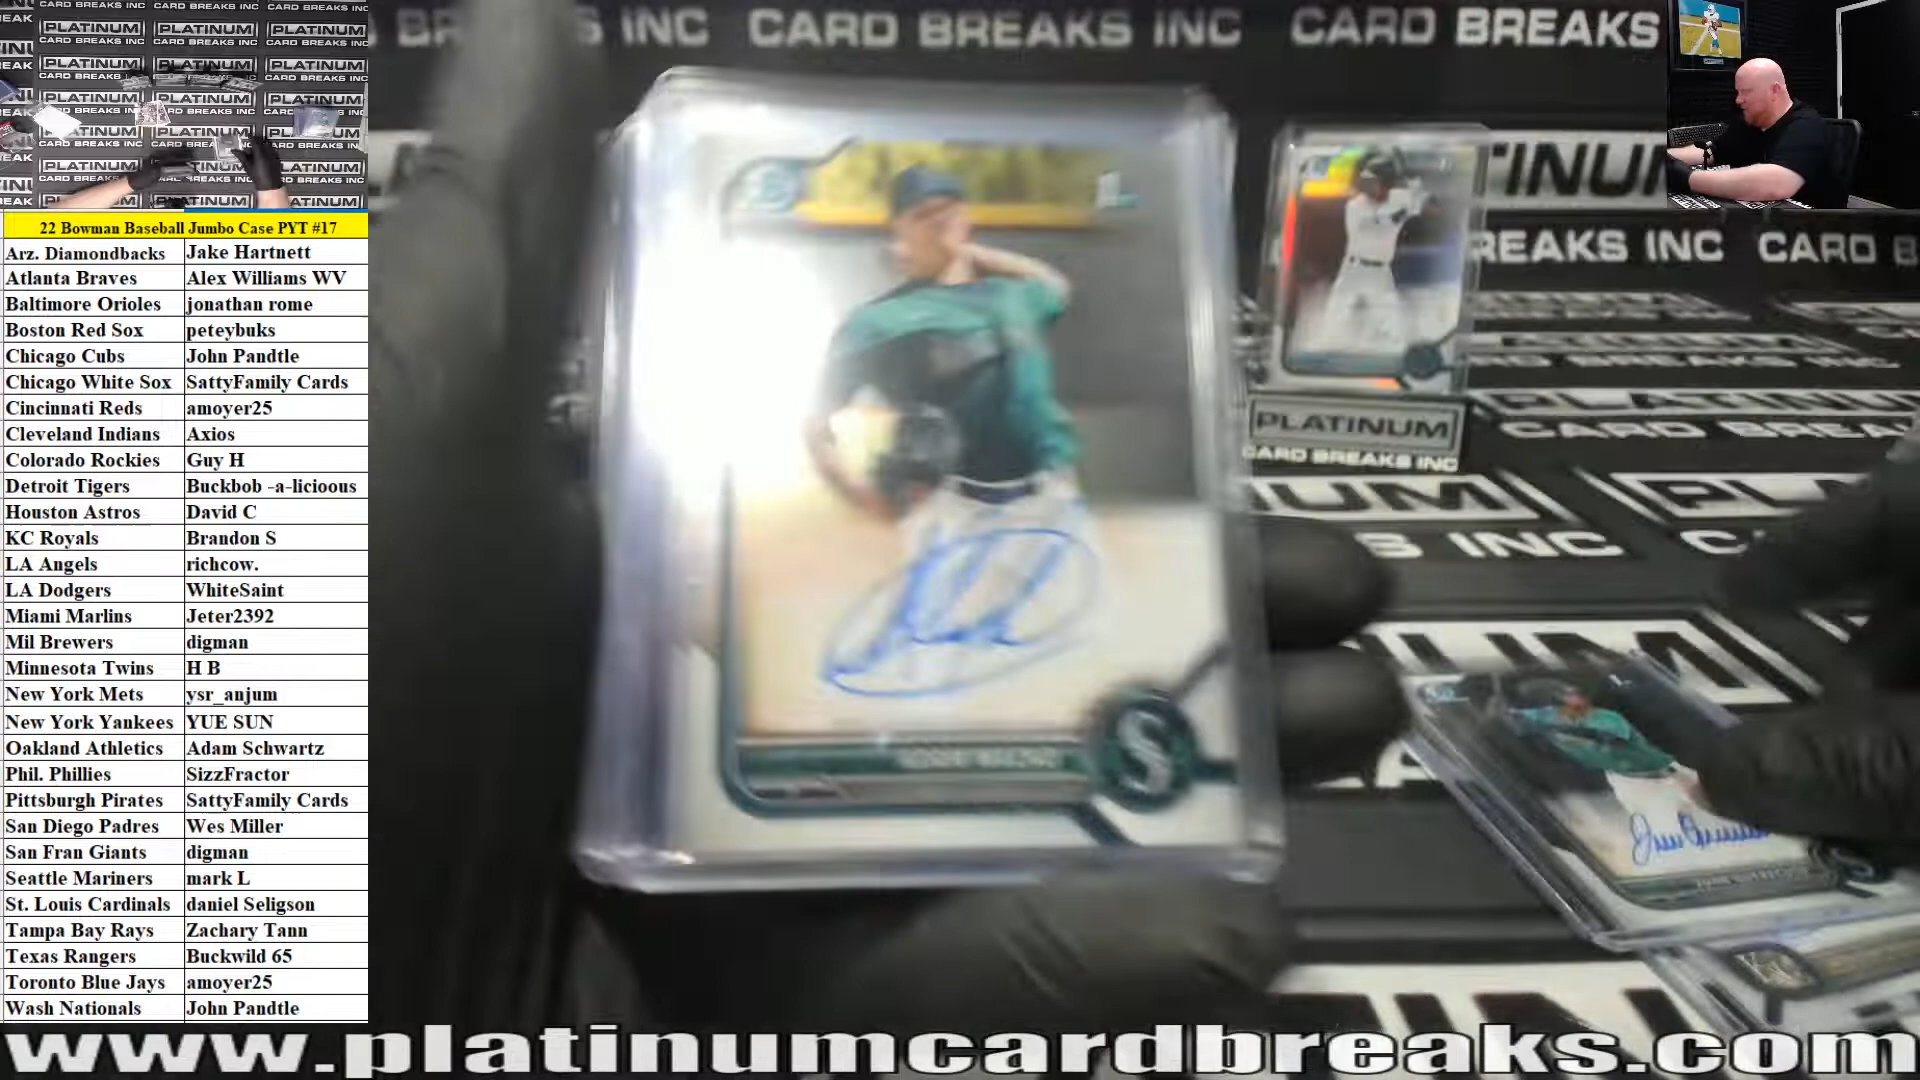 22 Bowman Baseball Jumbo Case PYT #17
Arz. Diamondbacks Jake Hartnett
Atlanta Braves Alex Williams WV
Baltimore Orioles jonathan rome
Boston Red Sox peteybuks
Chicago Cubs John Pandtle
Chicago White Sox SattyFamily Cards
Cincinnati Reds amoyer25
Cleveland Indians Axios
Colorado Rockies Guy H
Detroit Tigers Buckbob -a-licioous
Houston Astros David C
KC Royals Brandon S
LA Angels richcow.
LA Dodgers WhiteSaint
Miami Marlins Jeter2392
Mil Brewers digman
Minnesota Twins H B
New York Mets ysr_anjum
New York Yankees YUE SUN
Oakland Athletics Adam Schwartz
Phil. Phillies SizzFractor
Pittsburgh Pirates SattyFamily Cards
San Diego Padres Wes Miller
San Fran Giants digman
Seattle Mariners mark L
St. Louis Cardinals daniel Seligson
Tampa Bay Rays Zachary Tann
Texas Rangers Buckwild 65
Toronto Blue Jays amoyer25
Wash Nationals John Pandtle
CARD BREAKS INC CARD BREAKS
REAKS INC CARD B
PLATINUM
CARD BREAKS INC
www.platinumcardbreaks.com